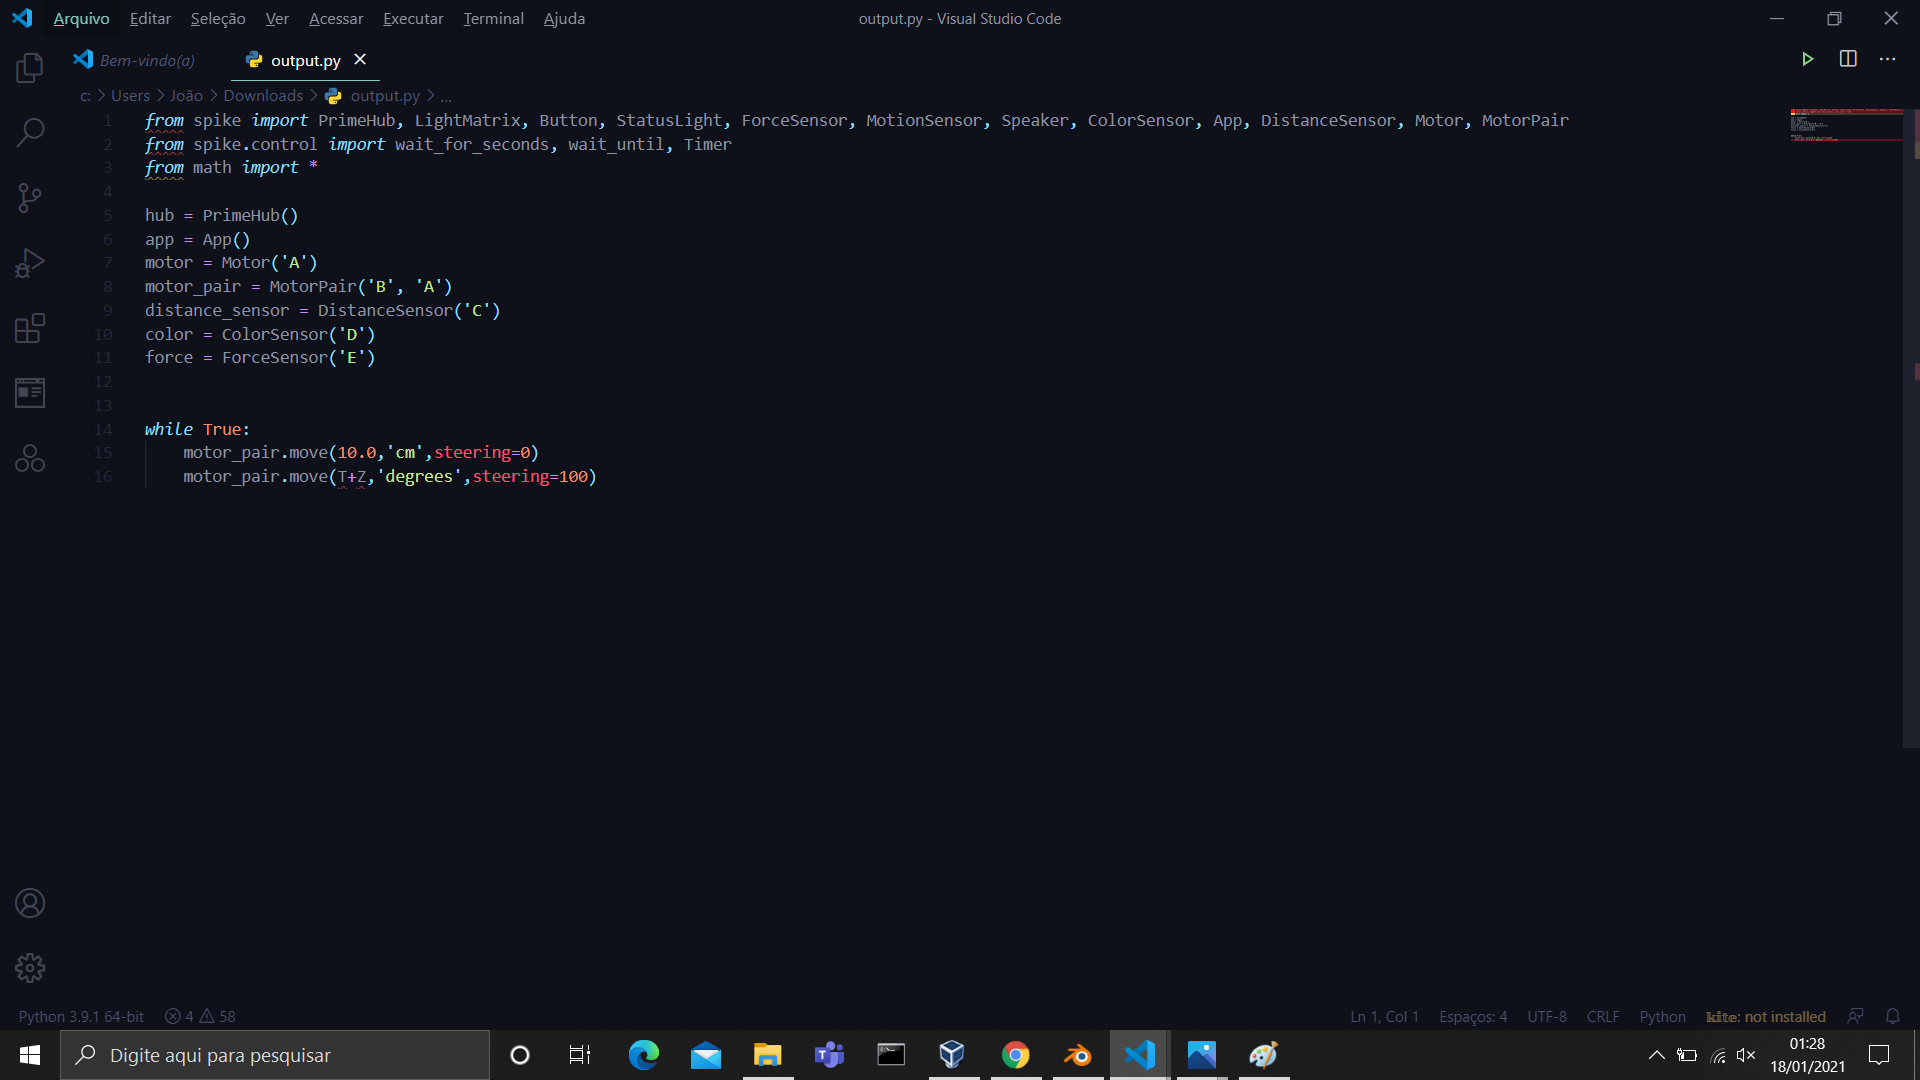 Arquivo Editar Seleção Ver Acessar Executar Terminal Ajuda output.py - Visual Studio Code
Bem-vindo(a) output.py
c: > Users > João > Downloads > output.py > ...
1 from spike import PrimeHub, LightMatrix, Button, StatusLight, ForceSensor, MotionSensor, Speaker, ColorSensor, App, DistanceSensor, Motor, MotorPair
2 from spike.control import wait_for_seconds, wait_until, Timer
3 from math import *
4
5 hub = PrimeHub()
6 app = App()
7 motor = Motor('A')
8 motor_pair = MotorPair('B', 'A')
9 distance_sensor = DistanceSensor('C')
10 color = ColorSensor('D')
11 force = ForceSensor('E')
12
13
14 while True:
15     motor_pair.move(10.0,'cm',steering=0)
16     motor_pair.move(T+Z,'degrees',steering=100)
Python 3.9.1 64-bit 4 58 Ln 1, Col 1 Espaços: 4 UTF-8 CRLF Python kite: not installed
Digite aqui para pesquisar
01:28
18/01/2021